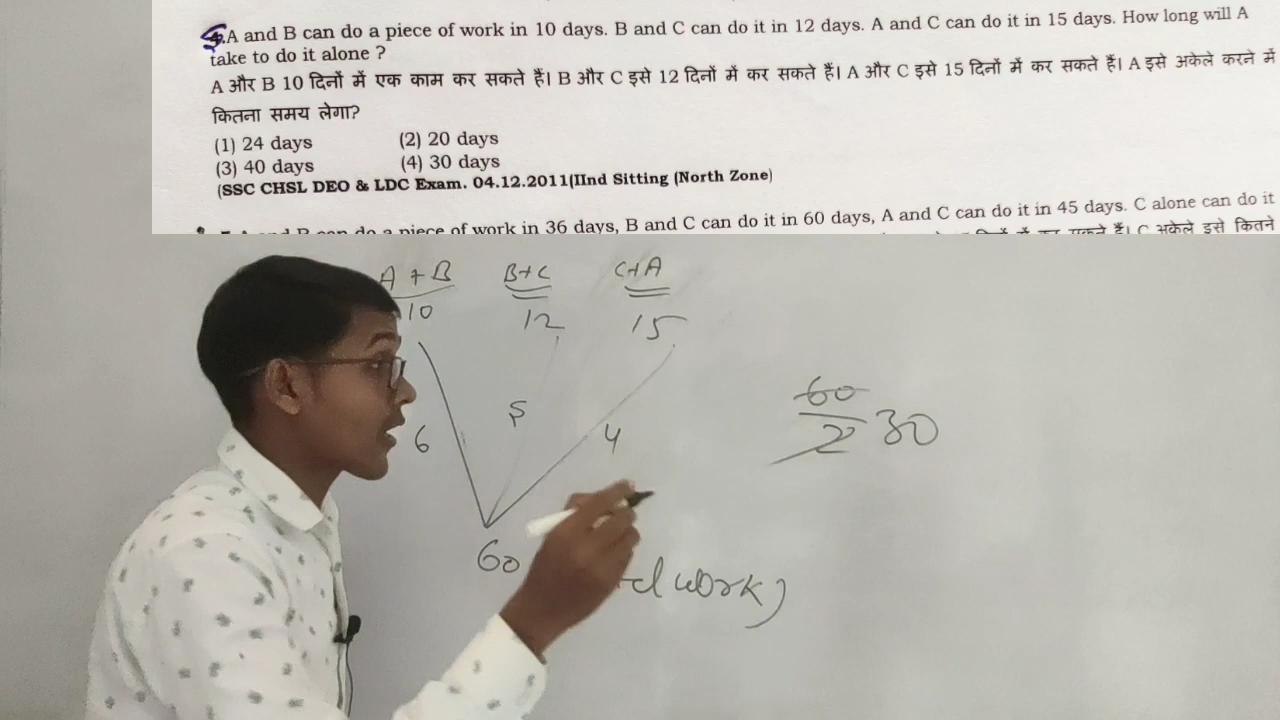 A and B can do a piece of work in 10 days. B and C can do it in 12 days. A and C can do it in 15 days. How long will A
take to do it alone ?
A और B 10 दिनों में एक काम कर सकते हैं। B और C इसे 12 दिनों में कर सकते हैं। A और C इसे 15 दिनों में कर सकते हैं। A इसे अकेले करने में
कितना समय लेगा?
(1) 24 days (2) 20 days
(3) 40 days (4) 30 days
(SSC CHSL DEO & LDC Exam. 04.12.2011(IInd Sitting (North Zone)
a piece of work in 36 days, B and C can do it in 60 days, A and C can do it in 45 days. C alone can do it
हैं। C अकेले इसे कितने
A + B B+C C+A
10 12 15
6 5 4
60
2 30
60 work)